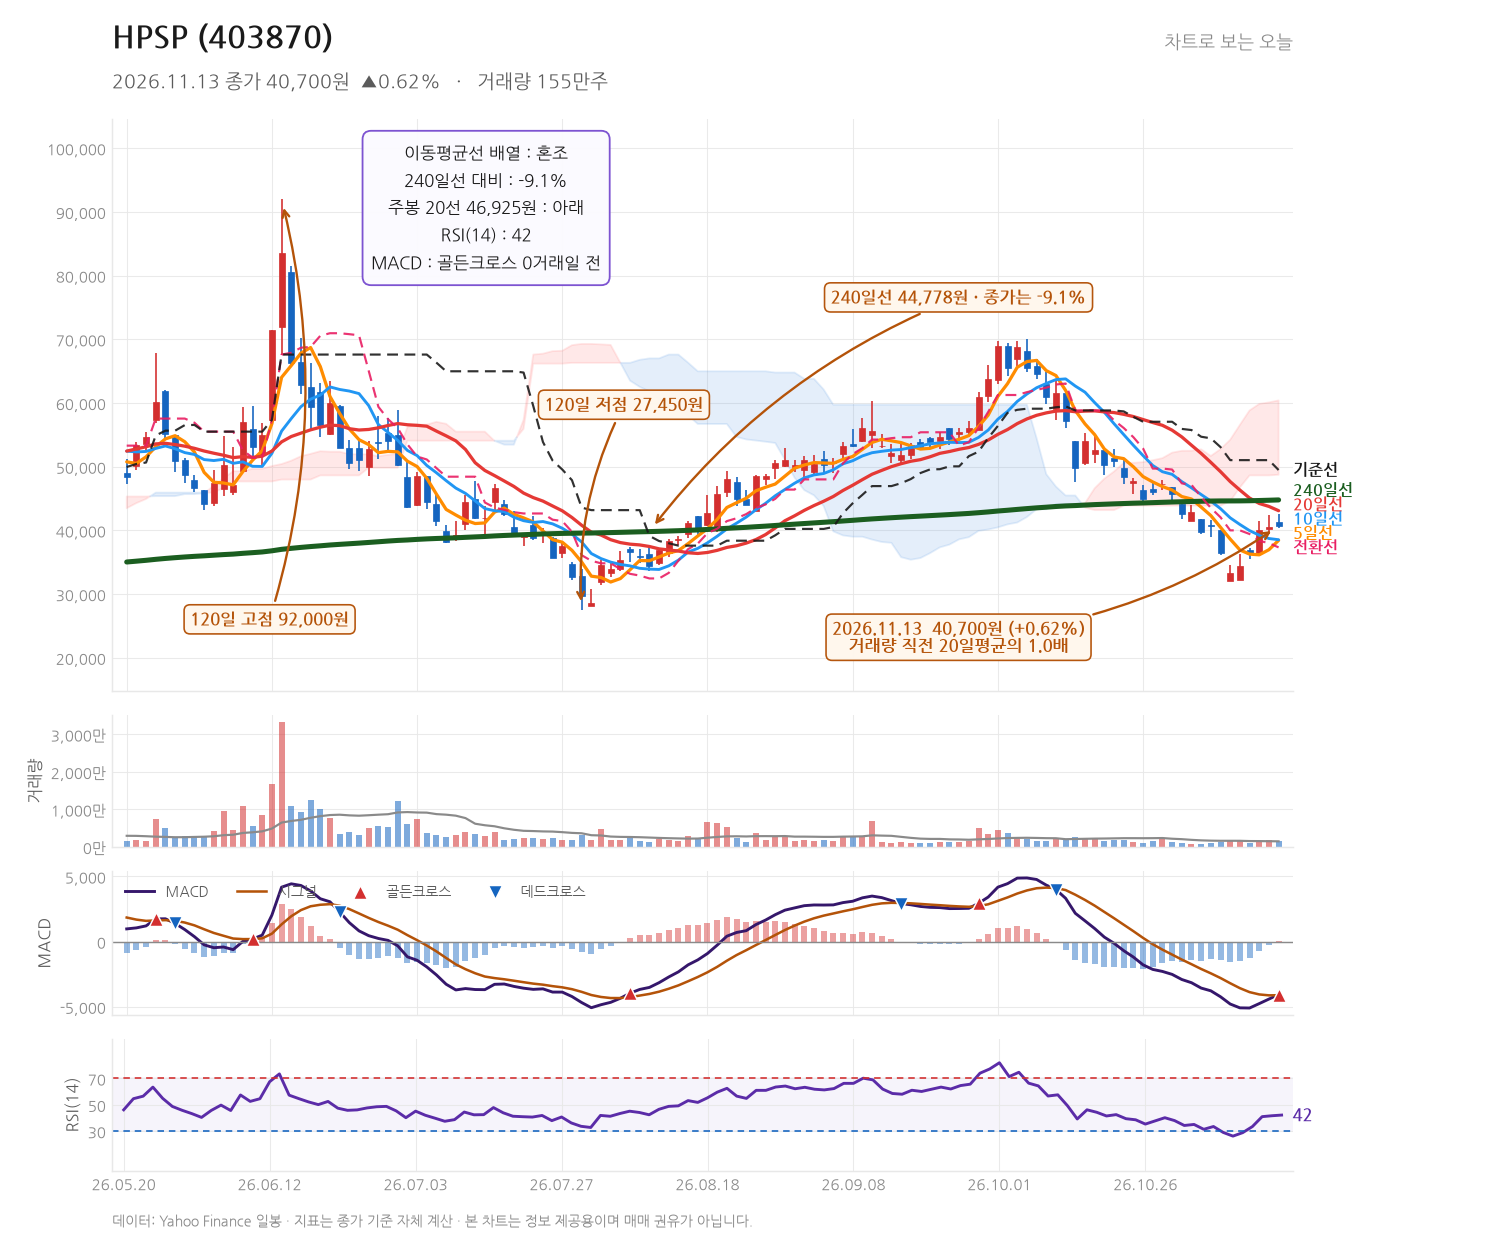 HPSP (403870)
차트로 보는 오늘
2026.11.13 종가 40,700원 ▲0.62% · 거래량 155만주
이동평균선 배열 : 혼조
240일선 대비 : -9.1%
주봉 20선 46,925원 : 아래
RSI(14) : 42
MACD : 골든크로스 0거래일 전
100,000
90,000
80,000
70,000
60,000
50,000
40,000
30,000
20,000
240일선 44,778원 · 종가는 -9.1%
120일 저점 27,450원
120일 고점 92,000원
2026.11.13 40,700원 (+0.62%)
거래량 직전 20일평균의 1.0배
기준선
240일선
20일선
10일선
5일선
전환선
거래량
3,000만
2,000만
1,000만
0만
MACD
5,000
0
-5,000
MACD
시그널
골든크로스
데드크로스
RSI(14)
70
50
30
42
26.05.20
26.06.12
26.07.03
26.07.27
26.08.18
26.09.08
26.10.01
26.10.26
데이터: Yahoo Finance 일봉 · 지표는 종가 기준 자체 계산 · 본 차트는 정보 제공용이며 매매 권유가 아닙니다.